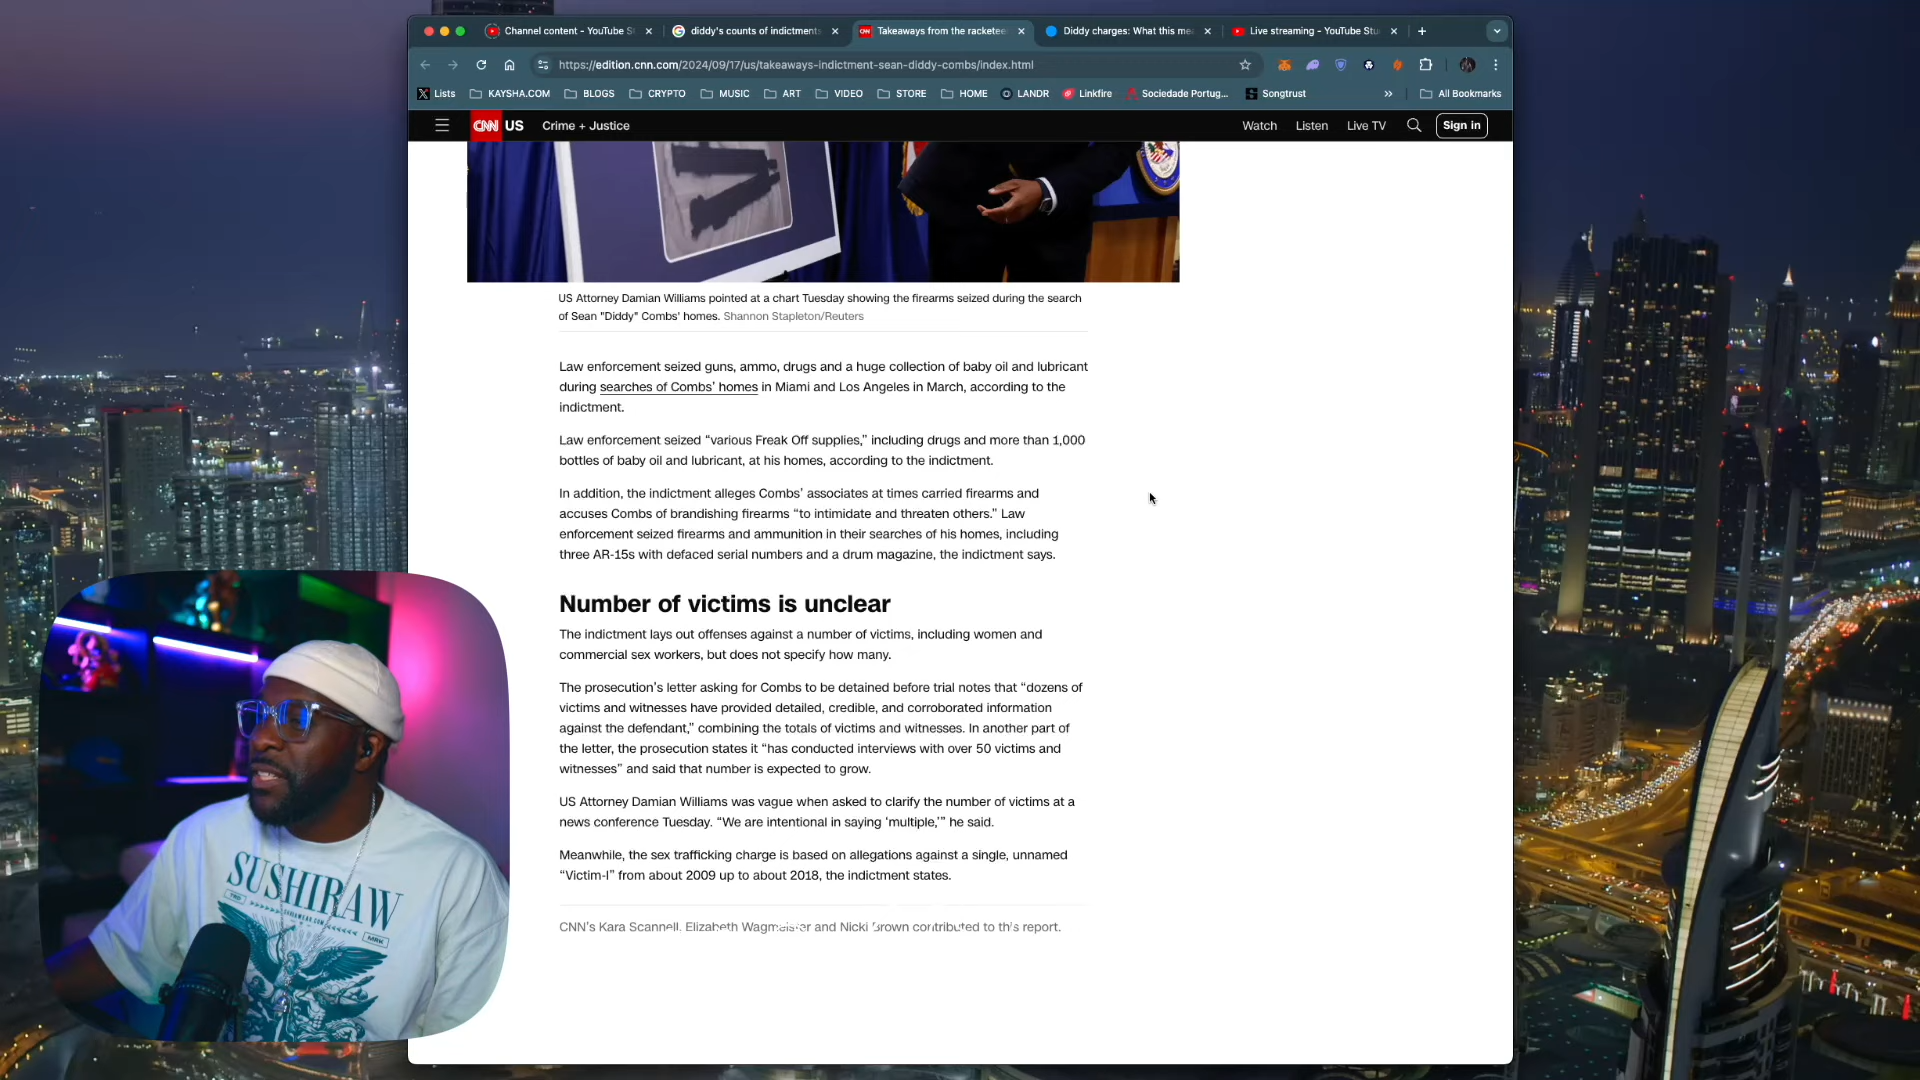 Channel content - YouTube St
diddy's counts of indictments
Takeaways from the racketee
Diddy charges: What this me
Live streaming - YouTube Stu
https://edition.cnn.com/2024/09/17/us/takeaways-indictment-sean-diddy-combs/index.html
Lists KAYSHA.COM BLOGS CRYPTO MUSIC ART VIDEO STORE HOME LANDR Linkfire Sociedade Portug... Songtrust » All Bookmarks
CNN US Crime + Justice Watch Listen Live TV Sign in
US Attorney Damian Williams pointed at a chart Tuesday showing the firearms seized during the search
of Sean "Diddy" Combs' homes. Shannon Stapleton/Reuters
Law enforcement seized guns, ammo, drugs and a huge collection of baby oil and lubricant
during searches of Combs’ homes in Miami and Los Angeles in March, according to the
indictment.
Law enforcement seized “various Freak Off supplies,” including drugs and more than 1,000
bottles of baby oil and lubricant, at his homes, according to the indictment.
In addition, the indictment alleges Combs’ associates at times carried firearms and
accuses Combs of brandishing firearms “to intimidate and threaten others.” Law
enforcement seized firearms and ammunition in their searches of his homes, including
three AR-15s with defaced serial numbers and a drum magazine, the indictment says.
Number of victims is unclear
The indictment lays out offenses against a number of victims, including women and
commercial sex workers, but does not specify how many.
The prosecution’s letter asking for Combs to be detained before trial notes that “dozens of
victims and witnesses have provided detailed, credible, and corroborated information
against the defendant,” combining the totals of victims and witnesses. In another part of
the letter, the prosecution states it “has conducted interviews with over 50 victims and
witnesses” and said that number is expected to grow.
US Attorney Damian Williams was vague when asked to clarify the number of victims at a
news conference Tuesday. “We are intentional in saying ‘multiple,’” he said.
Meanwhile, the sex trafficking charge is based on allegations against a single, unnamed
“Victim-I” from about 2009 up to about 2018, the indictment states.
CNN’s Kara Scannell, Elizabeth Wagmeister and Nicki Brown contributed to this report.
SUSHIRAW